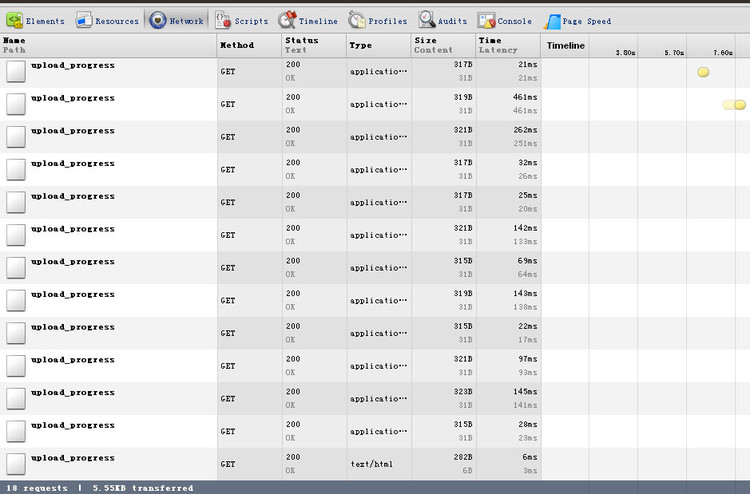 Elements Resources Network Scripts Timeline Profiles Audits Console Page Speed
Name Method Status Type Size Time Timeline
Path Text Content Latency 3.80s 5.70s 7.60s
upload_progress GET 200 applicatio… 317B 21ms
OK 31B 21ms
upload_progress GET 200 applicatio… 319B 461ms
OK 31B 461ms
upload_progress GET 200 applicatio… 321B 262ms
OK 31B 251ms
upload_progress GET 200 applicatio… 317B 32ms
OK 31B 26ms
upload_progress GET 200 applicatio… 317B 25ms
OK 31B 20ms
upload_progress GET 200 applicatio… 321B 142ms
OK 31B 133ms
upload_progress GET 200 applicatio… 315B 69ms
OK 31B 64ms
upload_progress GET 200 applicatio… 319B 143ms
OK 31B 138ms
upload_progress GET 200 applicatio… 315B 22ms
OK 31B 17ms
upload_progress GET 200 applicatio… 321B 97ms
OK 31B 93ms
upload_progress GET 200 applicatio… 323B 145ms
OK 31B 141ms
upload_progress GET 200 applicatio… 315B 28ms
OK 31B 23ms
upload_progress GET 200 text/html 282B 6ms
OK 6B 3ms
18 requests | 5.55KB transferred